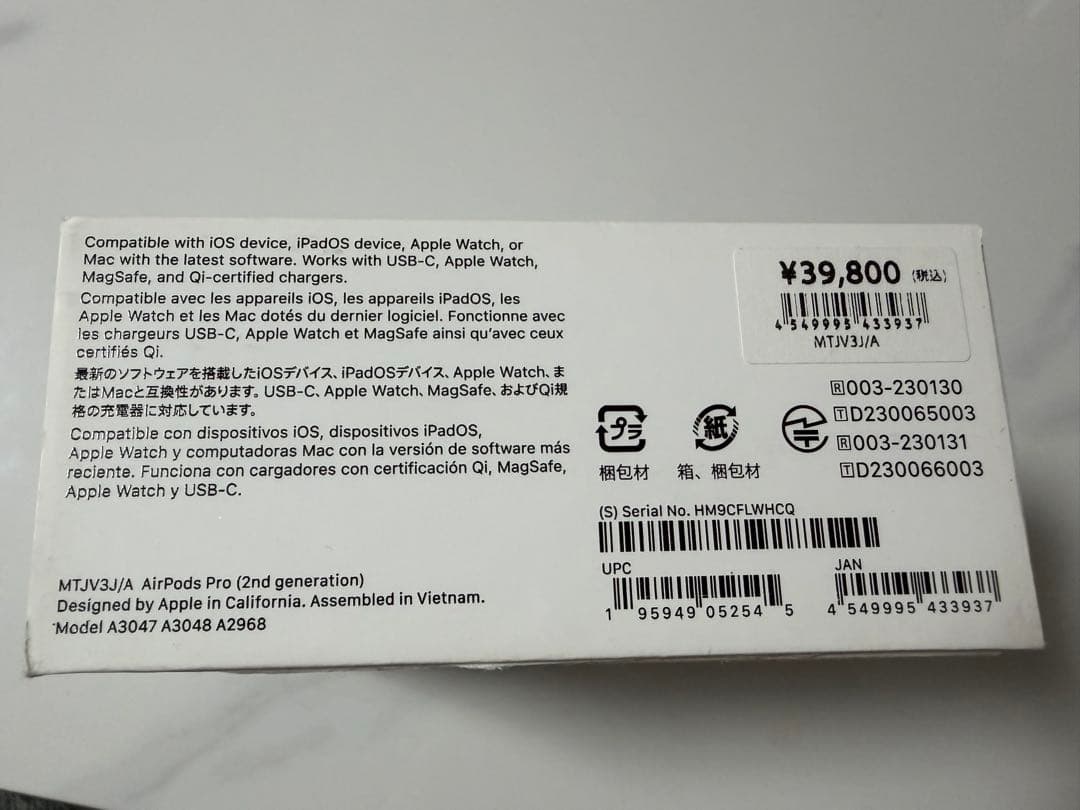 Compatible with iOS device, iPadOS device, Apple Watch, or
Mac with the latest software. Works with USB-C, Apple Watch,
MagSafe, and Qi-certified chargers.
Compatible avec les appareils iOS, les appareils iPadOS, les
Apple Watch et les Mac dotés du dernier logiciel. Fonctionne avec
les chargeurs USB-C, Apple Watch et MagSafe ainsi qu'avec ceux
certifiés Qi.
最新のソフトウェアを搭載したiOSデバイス、iPadOSデバイス、Apple Watch、ま
たはMacと互換性があります。USB-C、Apple Watch、MagSafe、およびQi規
格の充電器に対応しています。
Compatible con dispositivos iOS, dispositivos iPadOS,
Apple Watch y computadoras Mac con la versión de software más
reciente. Funciona con cargadores con certificación Qi, MagSafe,
Apple Watch y USB-C.
MTJV3J/A AirPods Pro (2nd generation)
Designed by Apple in California. Assembled in Vietnam.
Model A3047 A3048 A2968
¥39,800 (税込)
4 549995 433937
MTJV3J/A
プラ
梱包材
紙
箱、梱包材
R 003-230130
T D230065003
R 003-230131
T D230066003
(S) Serial No. HM9CFLWHCQ
UPC
1 95949 05254 5
JAN
4 549995 433937